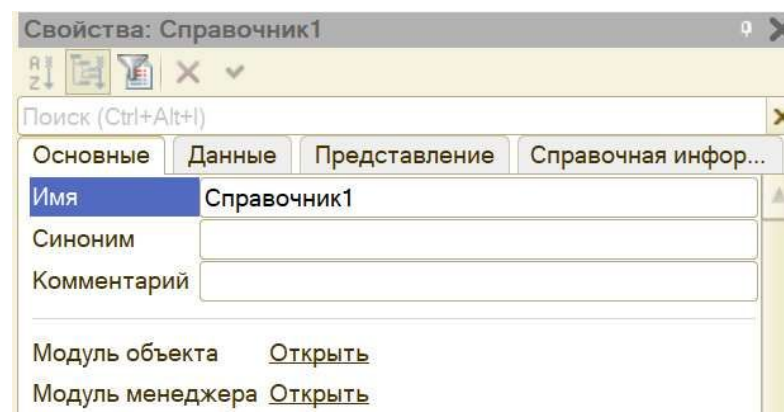 Свойства: Справочник1
Поиск (Ctrl+Alt+I)
Основные Данные Представление Справочная инфор...
Имя Справочник1
Синоним
Комментарий
Модуль объекта Открыть
Модуль менеджера Открыть